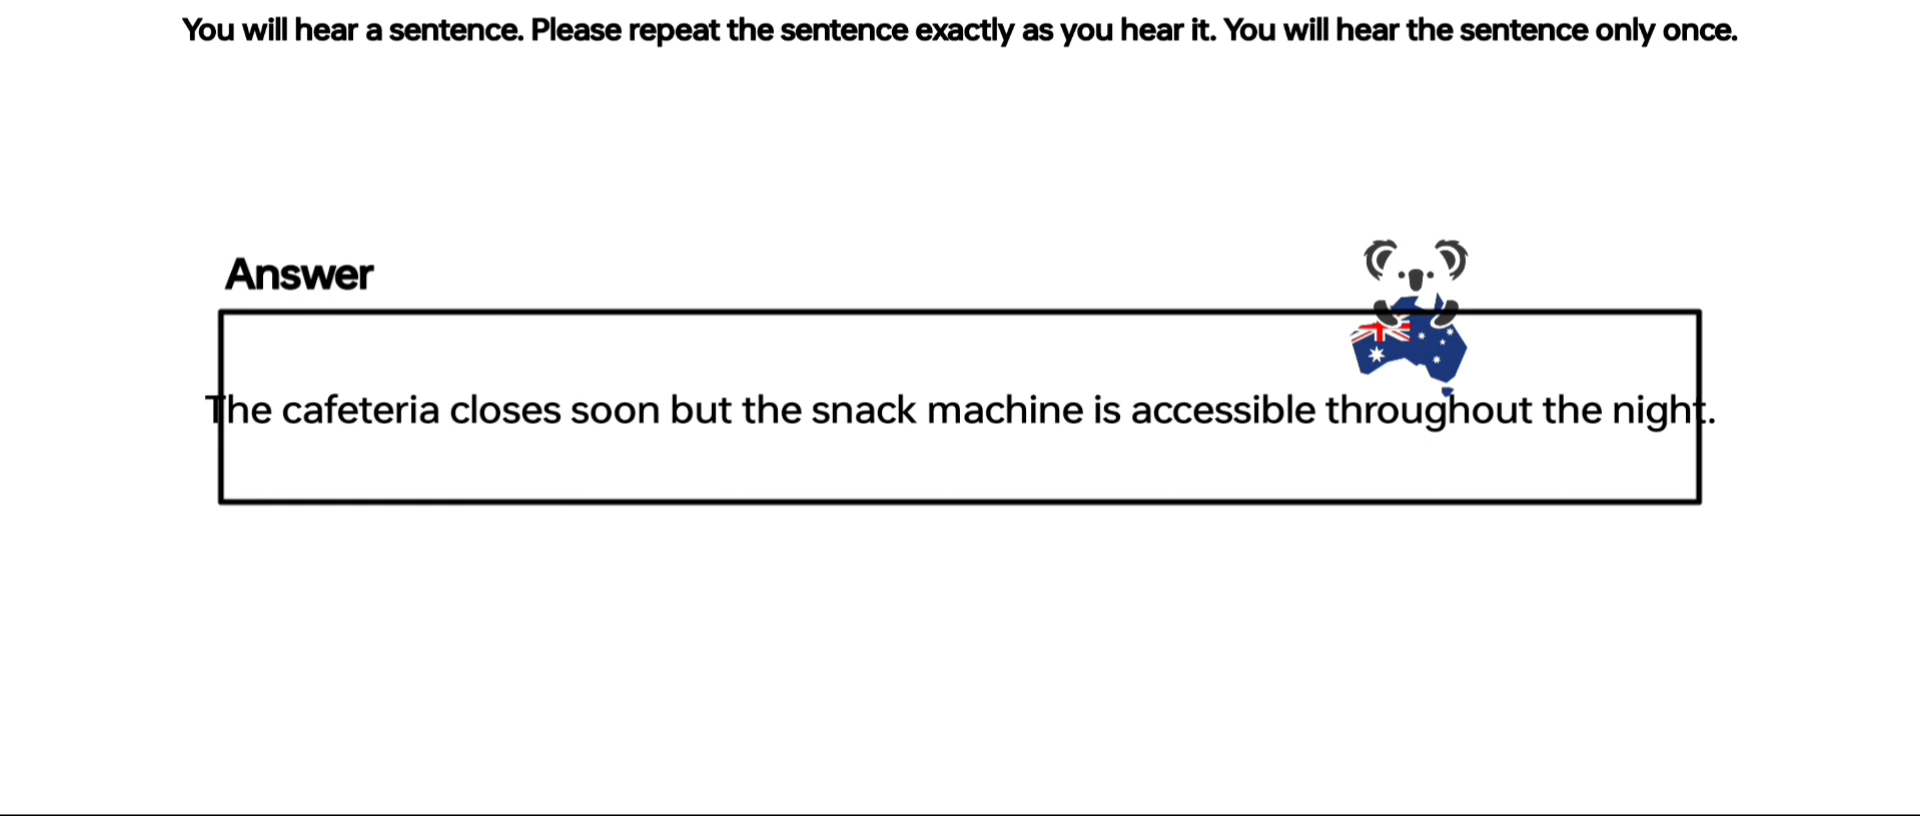 You will hear a sentence. Please repeat the sentence exactly as you hear it. You will hear the sentence only once.
Answer
The cafeteria closes soon but the snack machine is accessible throughout the night.